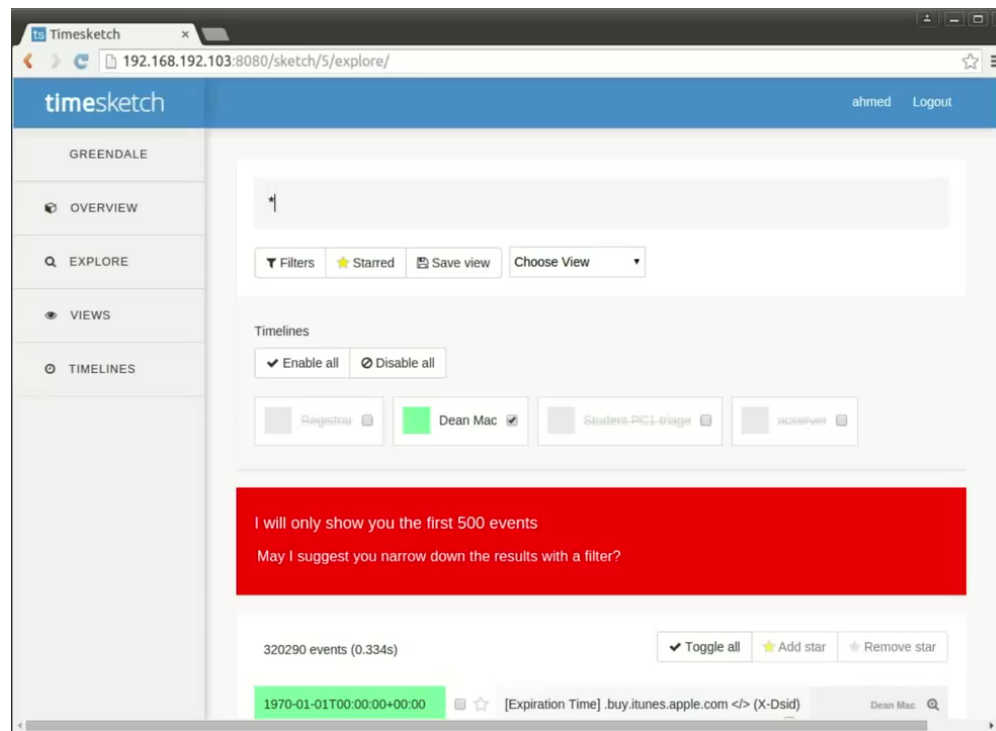 ts Timesketch ×
192.168.192.103:8080/sketch/5/explore/
timesketch
ahmed Logout
GREENDALE
OVERVIEW
EXPLORE
VIEWS
TIMELINES
*
Filters Starred Save view Choose View
Timelines
Enable all Disable all
Registrar Dean Mac Student-PC1 triage acserver
I will only show you the first 500 events
May I suggest you narrow down the results with a filter?
320290 events (0.334s) Toggle all Add star Remove star
1970-01-01T00:00:00+00:00 [Expiration Time] .buy.itunes.apple.com </> (X-Dsid) Dean Mac